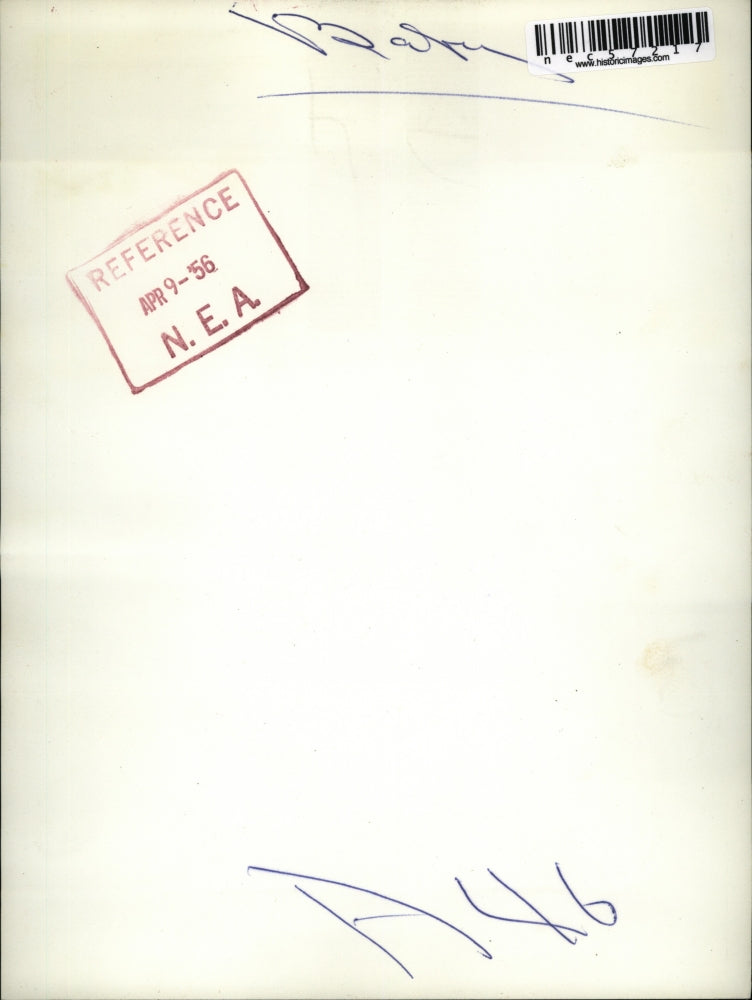 nec57217
www.historicimages.com
REFERENCE
APR 9-'56
N. E. A.
A46